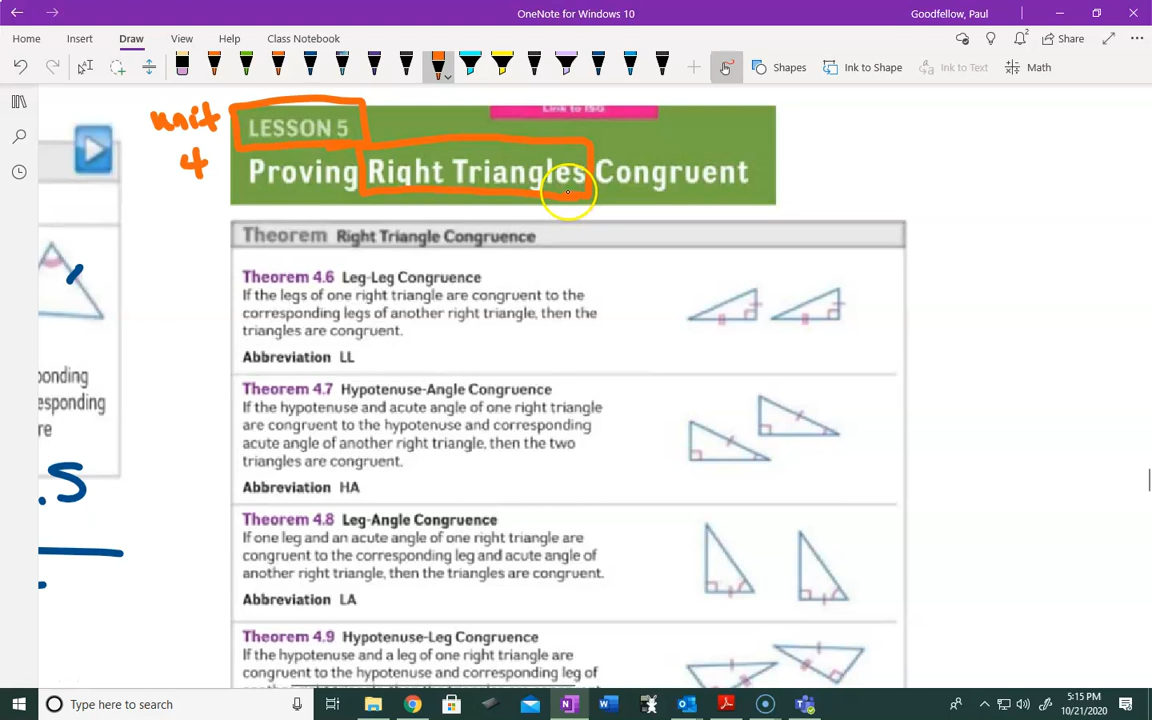 OneNote for Windows 10
Goodfellow, Paul
Home Insert Draw View Help Class Notebook
Share
Shapes
Ink to Shape
Ink to Text
Math
Link to ISG
unit
4
LESSON 5
Proving Right Triangles Congruent
Theorem Right Triangle Congruence
Theorem 4.6 Leg-Leg Congruence
If the legs of one right triangle are congruent to the
corresponding legs of another right triangle, then the
triangles are congruent.
Abbreviation LL
Theorem 4.7 Hypotenuse-Angle Congruence
If the hypotenuse and acute angle of one right triangle
are congruent to the hypotenuse and corresponding
acute angle of another right triangle, then the two
triangles are congruent.
Abbreviation HA
Theorem 4.8 Leg-Angle Congruence
If one leg and an acute angle of one right triangle are
congruent to the corresponding leg and acute angle of
another right triangle, then the triangles are congruent.
Abbreviation LA
Theorem 4.9 Hypotenuse-Leg Congruence
If the hypotenuse and a leg of one right triangle are
congruent to the hypotenuse and corresponding leg of
ponding
esponding
re
.S
Type here to search
5:15 PM
10/21/2020